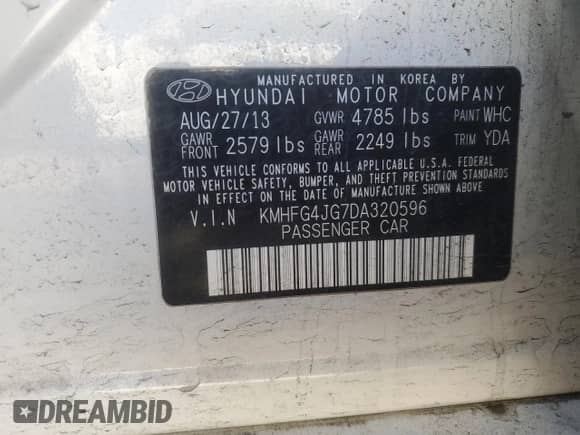 MANUFACTURED IN KOREA BY
HYUNDAI MOTOR COMPANY
AUG/27/13 GVWR 4785 lbs PAINT WHC
GAWR FRONT 2579 lbs GAWR REAR 2249 lbs TRIM YDA
THIS VEHICLE CONFORMS TO ALL APPLICABLE U.S.A. FEDERAL
MOTOR VEHICLE SAFETY, BUMPER, AND THEFT PREVENTION
STANDARDS IN EFFECT ON THE DATE OF MANUFACTURE SHOWN ABOVE.
V.I.N KMHFG4JG7DA320596
PASSENGER CAR
DREAMBID